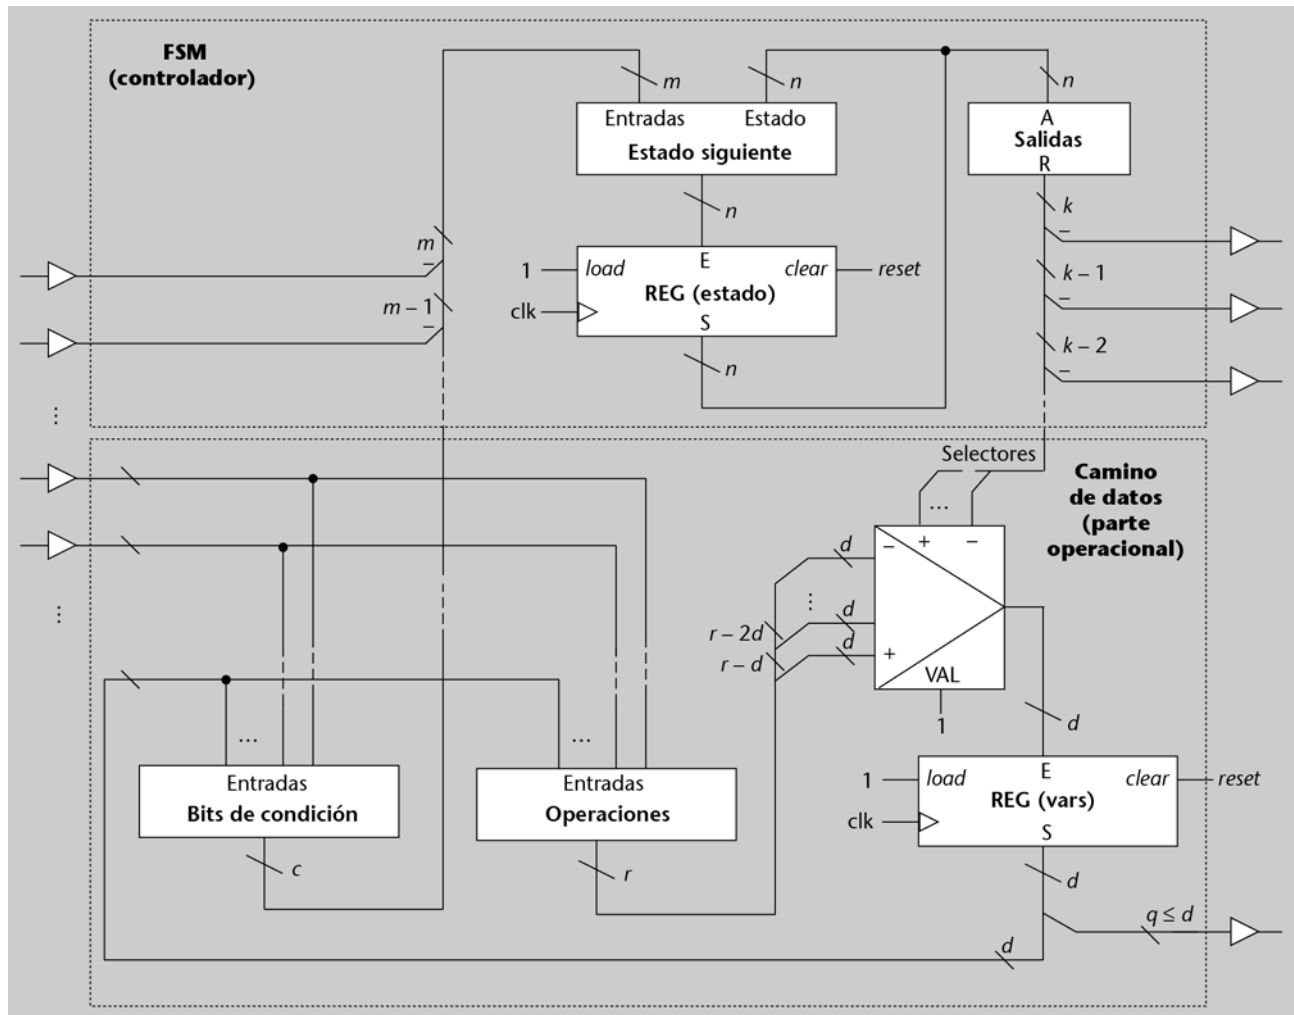 FSM
(controlador)
m
n
n
Entradas
Estado
Estado siguiente
A
Salidas
R
n
k
–
m
–
m – 1
–
1
load
E
clear
reset
REG (estado)
clk
S
k – 1
–
k – 2
–
n
...
Selectores
Camino
de datos
(parte
operacional)
...
–
+
–
d
...
...
r – 2d
d
r – d
d
+
VAL
1
d
...
...
Entradas
Bits de condición
Entradas
Operaciones
1
load
E
clear
reset
REG (vars)
clk
S
c
r
d
q ≤ d
d